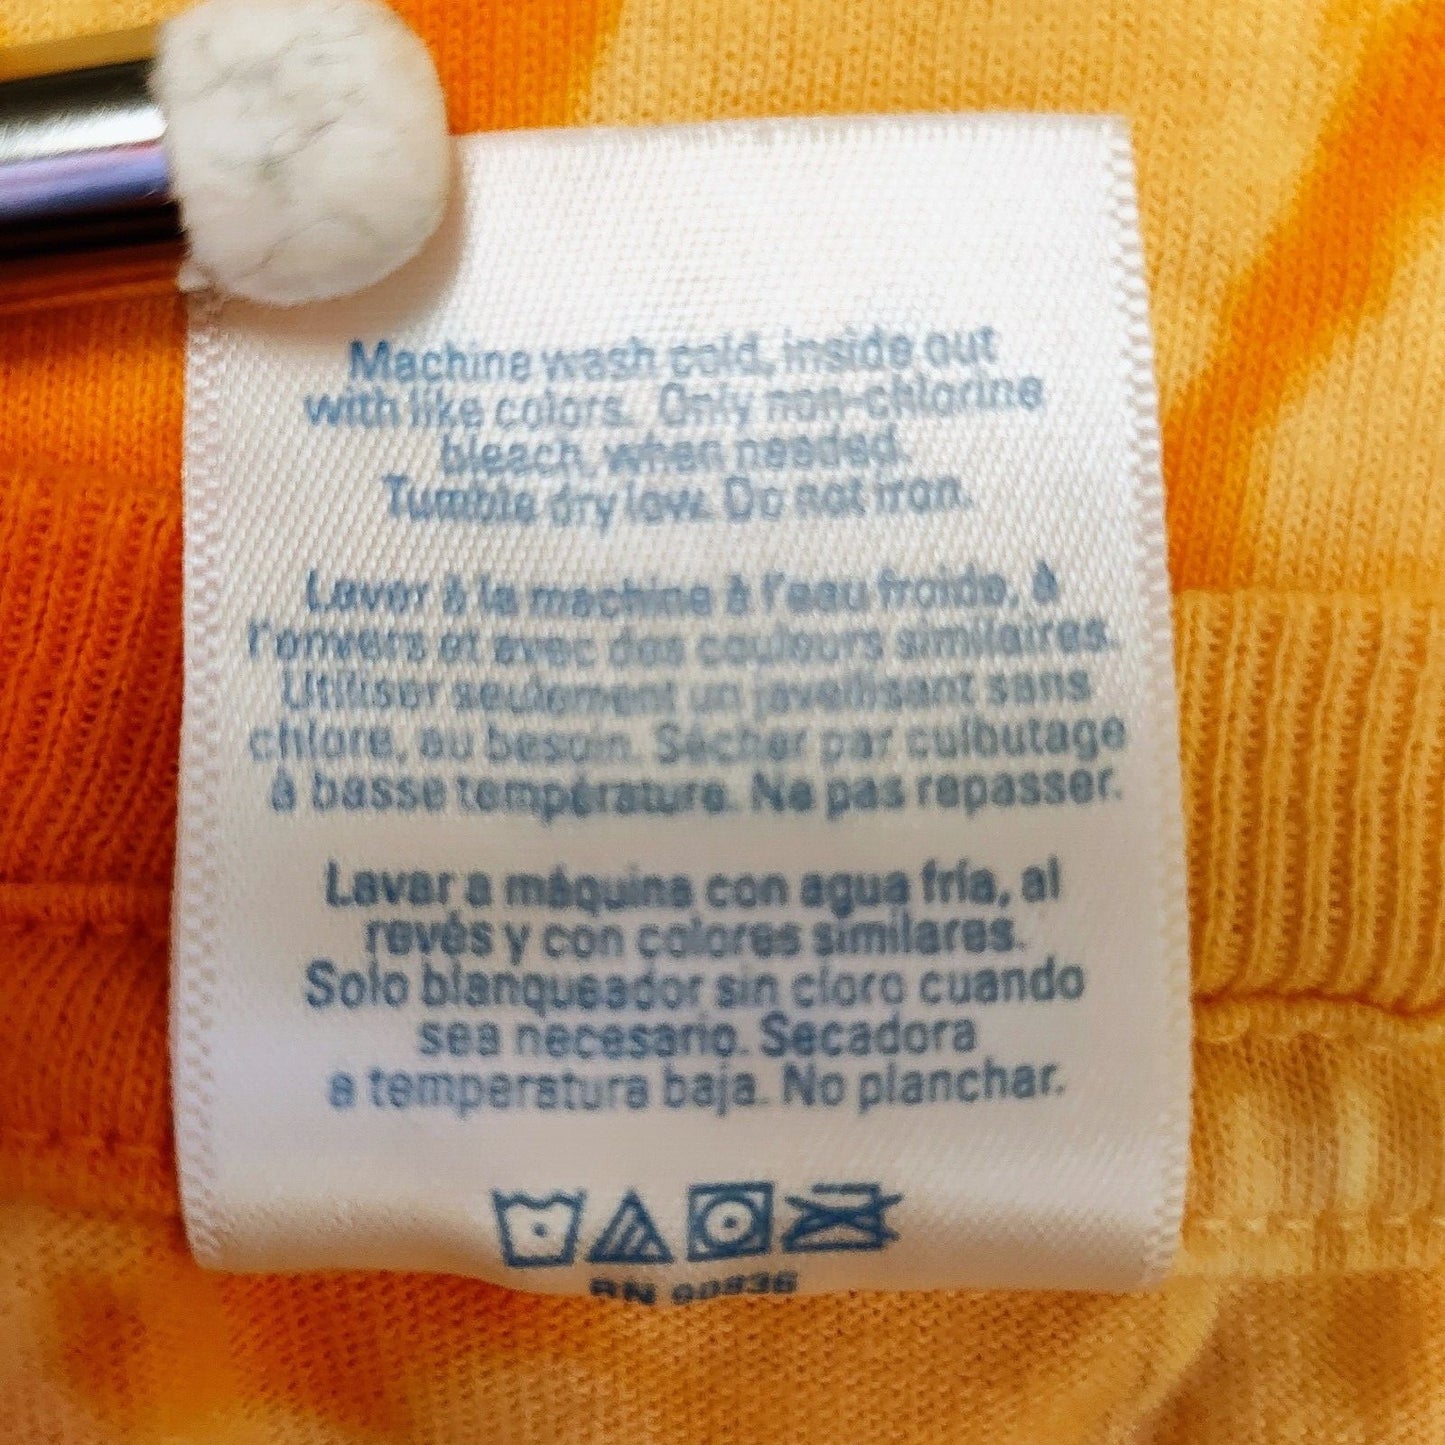 Machine wash cold, inside out
with like colors. Only non-chlorine
bleach, when needed.
Tumble dry low. Do not iron.
Laver à la machine à l'eau froide, à
l'envers et avec des couleurs similaires.
Utiliser seulement un javellisant sans
chlore, au besoin. Sécher par culbutage
à basse température. Ne pas repasser.
Lavar a máquina con agua fría, al
revés y con colores similares.
Solo blanqueador sin cloro cuando
sea necesario. Secadora
a temperatura baja. No planchar.
RN